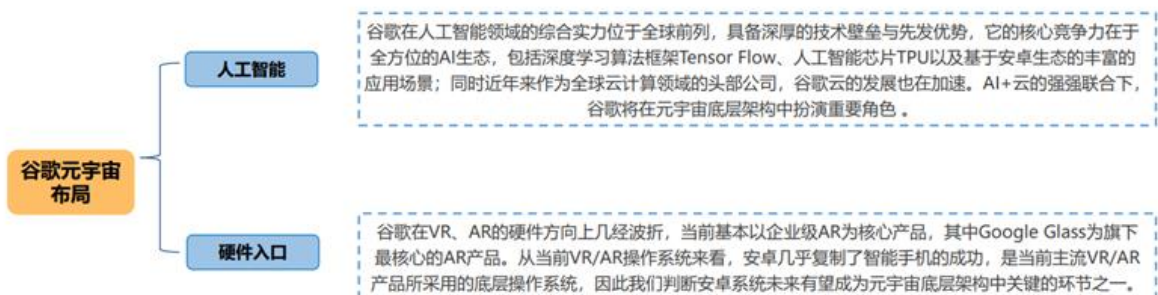 谷歌元宇宙
布局
人工智能
谷歌在人工智能领域的综合实力位于全球前列，具备深厚的技术壁垒与先发优势，它的核心竞争力在于
全方位的AI生态，包括深度学习算法框架Tensor Flow、人工智能芯片TPU以及基于安卓生态的丰富的
应用场景；同时近年来作为全球云计算领域的头部公司，谷歌云的发展也在加速。AI+云的强强联合下，
谷歌将在元宇宙底层架构中扮演重要角色 。
硬件入口
谷歌在VR、AR的硬件方向上几经波折，当前基本以企业级AR为核心产品，其中Google Glass为旗下
最核心的AR产品。从当前VR/AR操作系统来看，安卓几乎复制了智能手机的成功，是当前主流VR/AR
产品所采用的底层操作系统，因此我们判断安卓系统未来有望成为元宇宙底层架构中关键的环节之一。